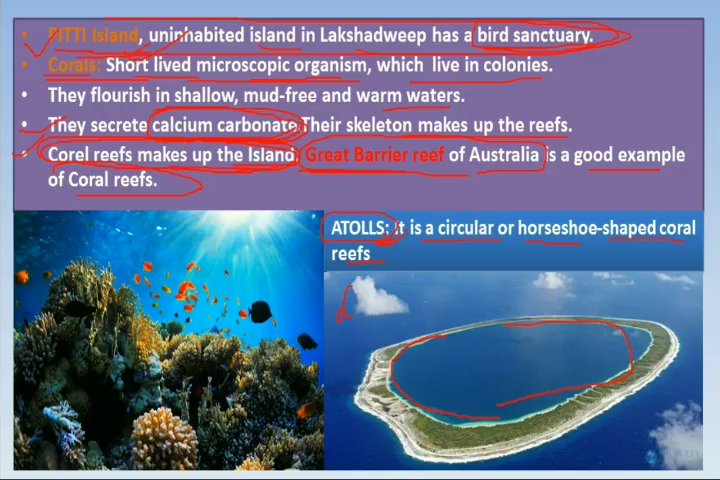 PITTI Island, uninhabited island in Lakshadweep has a bird sanctuary.
Corals: Short lived microscopic organism, which live in colonies.
They flourish in shallow, mud-free and warm waters.
They secrete calcium carbonate Their skeleton makes up the reefs.
Corel reefs makes up the Island. Great Barrier reef of Australia is a good example
of Coral reefs.
ATOLLS; It is a circular or horseshoe-shaped coral
reefs